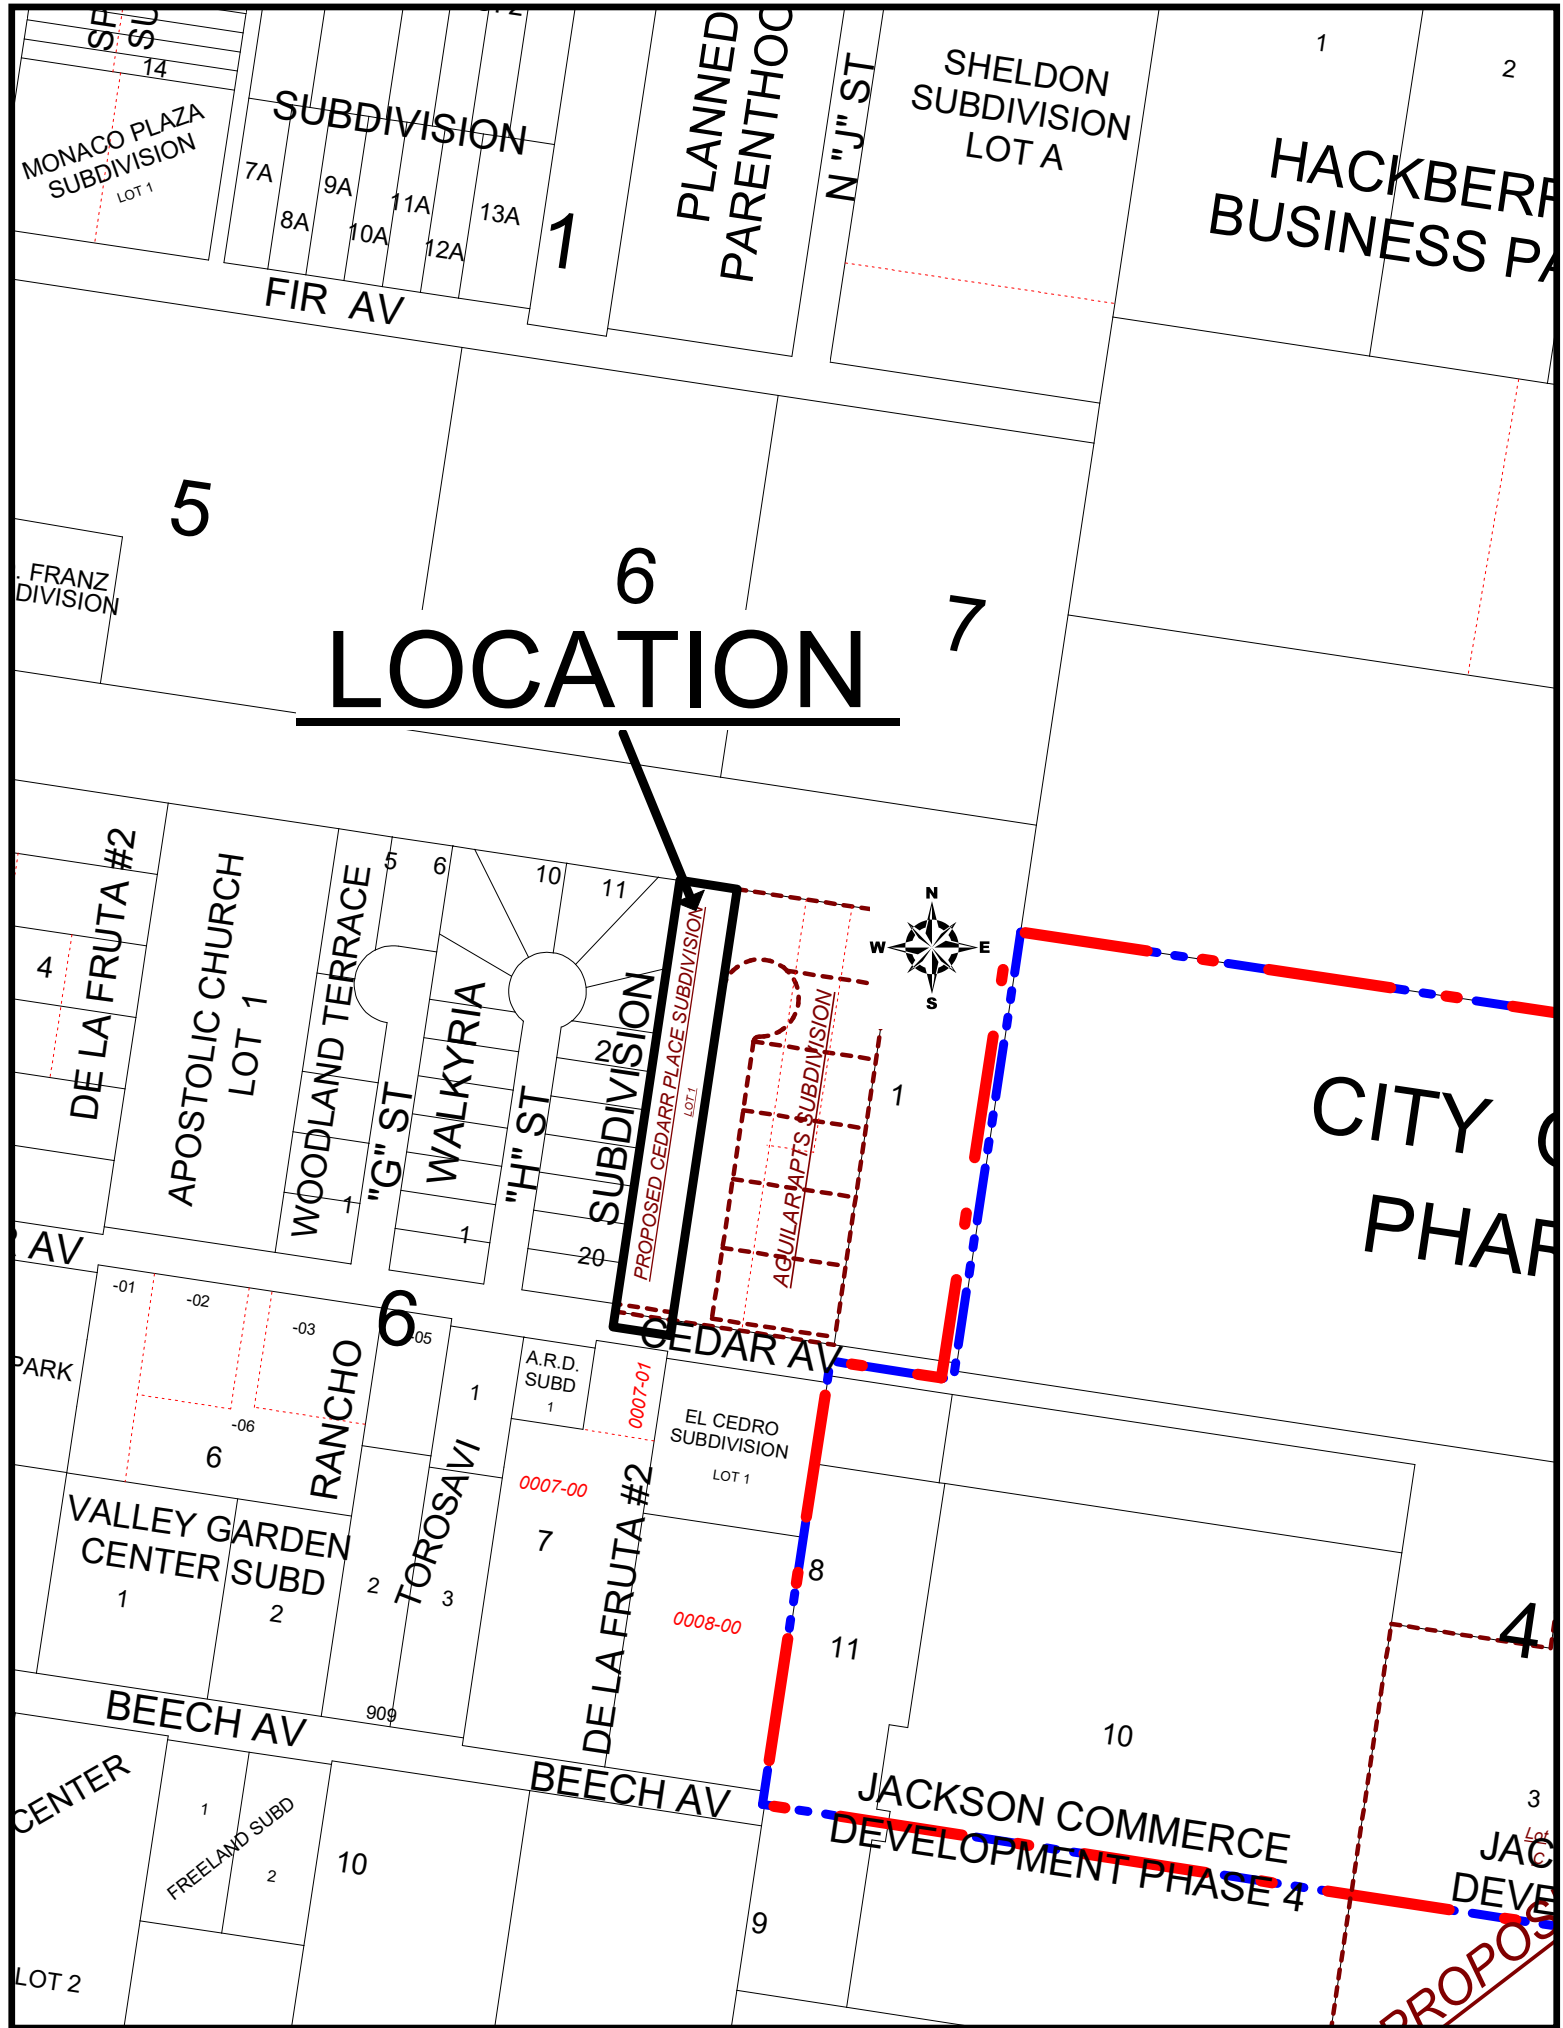 14
MONACO PLAZA
SUBDIVISION
LOT 1
SUBDIVISION
7A
8A
9A
10A
11A
12A
13A
1
PLANNED
N "J" ST
SHELDON
SUBDIVISION
LOT A
1
2
BUSINESS
FIR AV
5
6
7
FRANZ
LOCATION
DE LA FRUTA #2
4
APOSTOLIC CHURCH
LOT 1
WOODLAND TERRACE
1
5
6
"G" ST
WALKYRIA
1
"H" ST
10
11
SUBDIVISION
20
PROPOSED CEDARR PLACE SUBDIVISION
LOT 1
AGUILAR APTS SUBDIVISION
1
N
W
E
S
CITY
AV
CEDAR AV
-01
-02
-03
-05
-06
6
6
RANCHO
PARK
VALLEY GARDEN
CENTER SUBD
1
2
TOROSAVI
1
2
3
909
A.R.D.
SUBD
1
0007-01
0007-00
7
DE LA FRUTA #2
EL CEDRO
SUBDIVISION
LOT 1
0008-00
8
11
10
4
3
BEECH AV
BEECH AV
CENTER
FREELAND SUBD
1
2
10
9
LOT 2
JACKSON COMMERCE
DEVELOPMENT PHASE 4
Lot